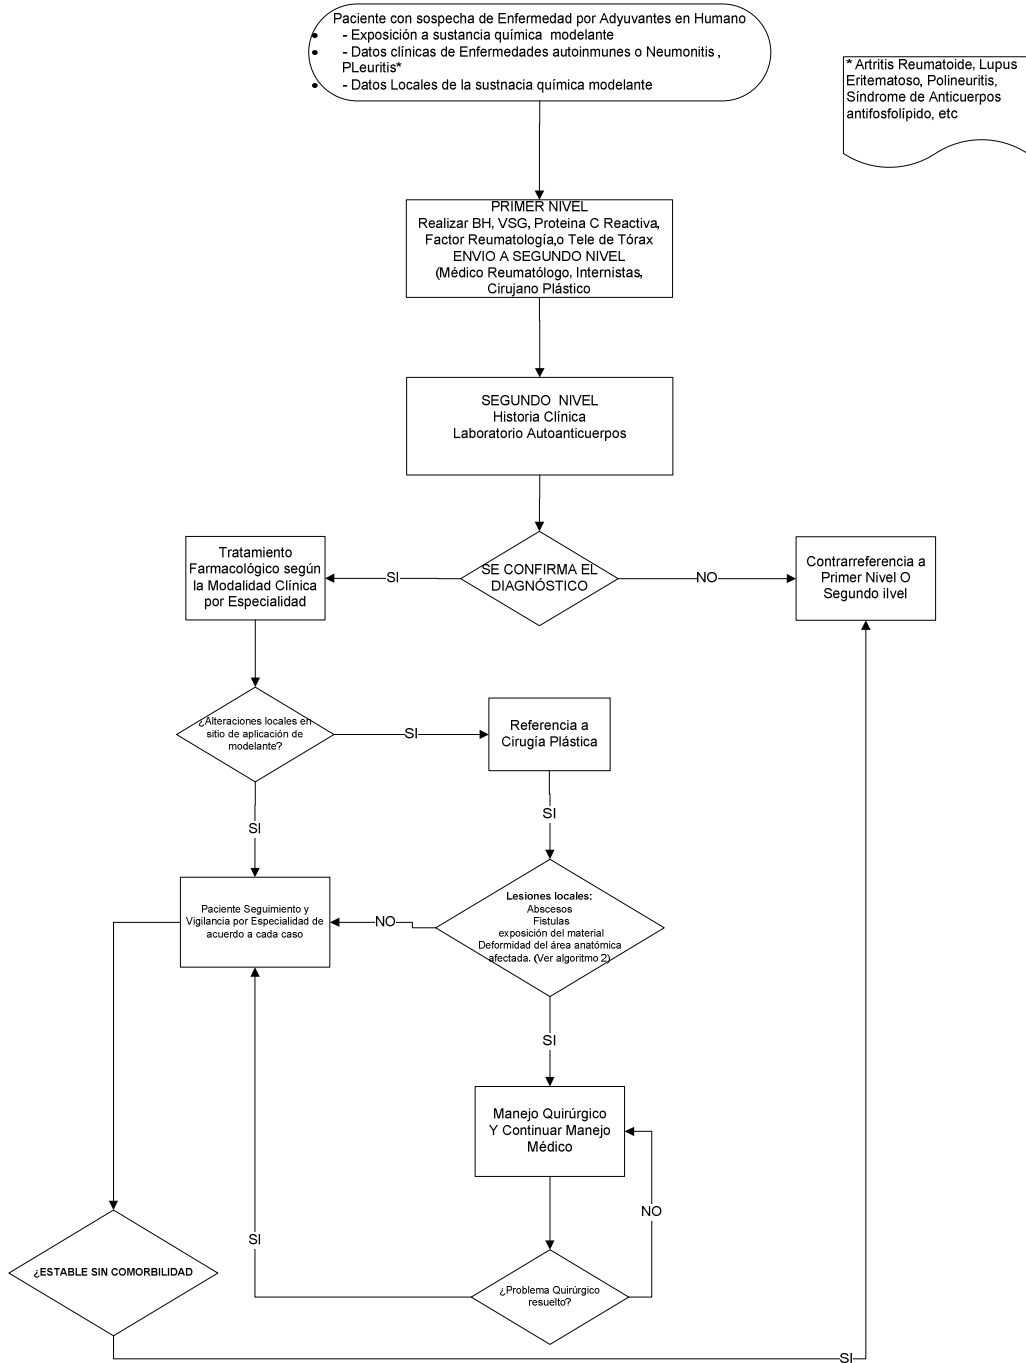 Paciente con sospecha de Enfermedad por Adyuvantes en Humano
- Exposición a sustancia química  modelante
- Datos clínicas de Enfermedades autoinmunes o Neumonitis ,
PLeuritis*
- Datos Locales de la sustnacia química modelante
* Artritis Reumatoide, Lupus
Eritematoso, Polineuritis,
Síndrome de Anticuerpos
antifosfolípido, etc
PRIMER NIVEL
Realizar BH, VSG, Proteina C Reactiva,
Factor Reumatología,o Tele de Tórax
ENVIO A SEGUNDO NIVEL
(Médico Reumatólogo, Internistas,
Cirujano Plástico
SEGUNDO  NIVEL
Historia Clínica
Laboratorio Autoanticuerpos
SE CONFIRMA EL
DIAGNÓSTICO
SI
NO
Tratamiento
Farmacológico según
la Modalidad Clínica
por Especialidad
Contrarreferencia a
Primer Nivel O
Segundo ilvel
¿Alteraciones locales en
sitio de aplicación de
modelante?
SI
Referencia a
Cirugía Plástica
SI
SI
Lesiones locales:
Abscesos
Fistulas
exposición del material
Deformidad del área anatómica
afectada. (Ver algoritmo 2)
NO
Paciente Seguimiento y
Vigilancia por Especialidad de
acuerdo a cada caso
SI
Manejo Quirúrgico
Y Continuar Manejo
Médico
NO
SI
¿Problema Quirúrgico
resuelto?
¿ESTABLE SIN COMORBILIDAD
SI